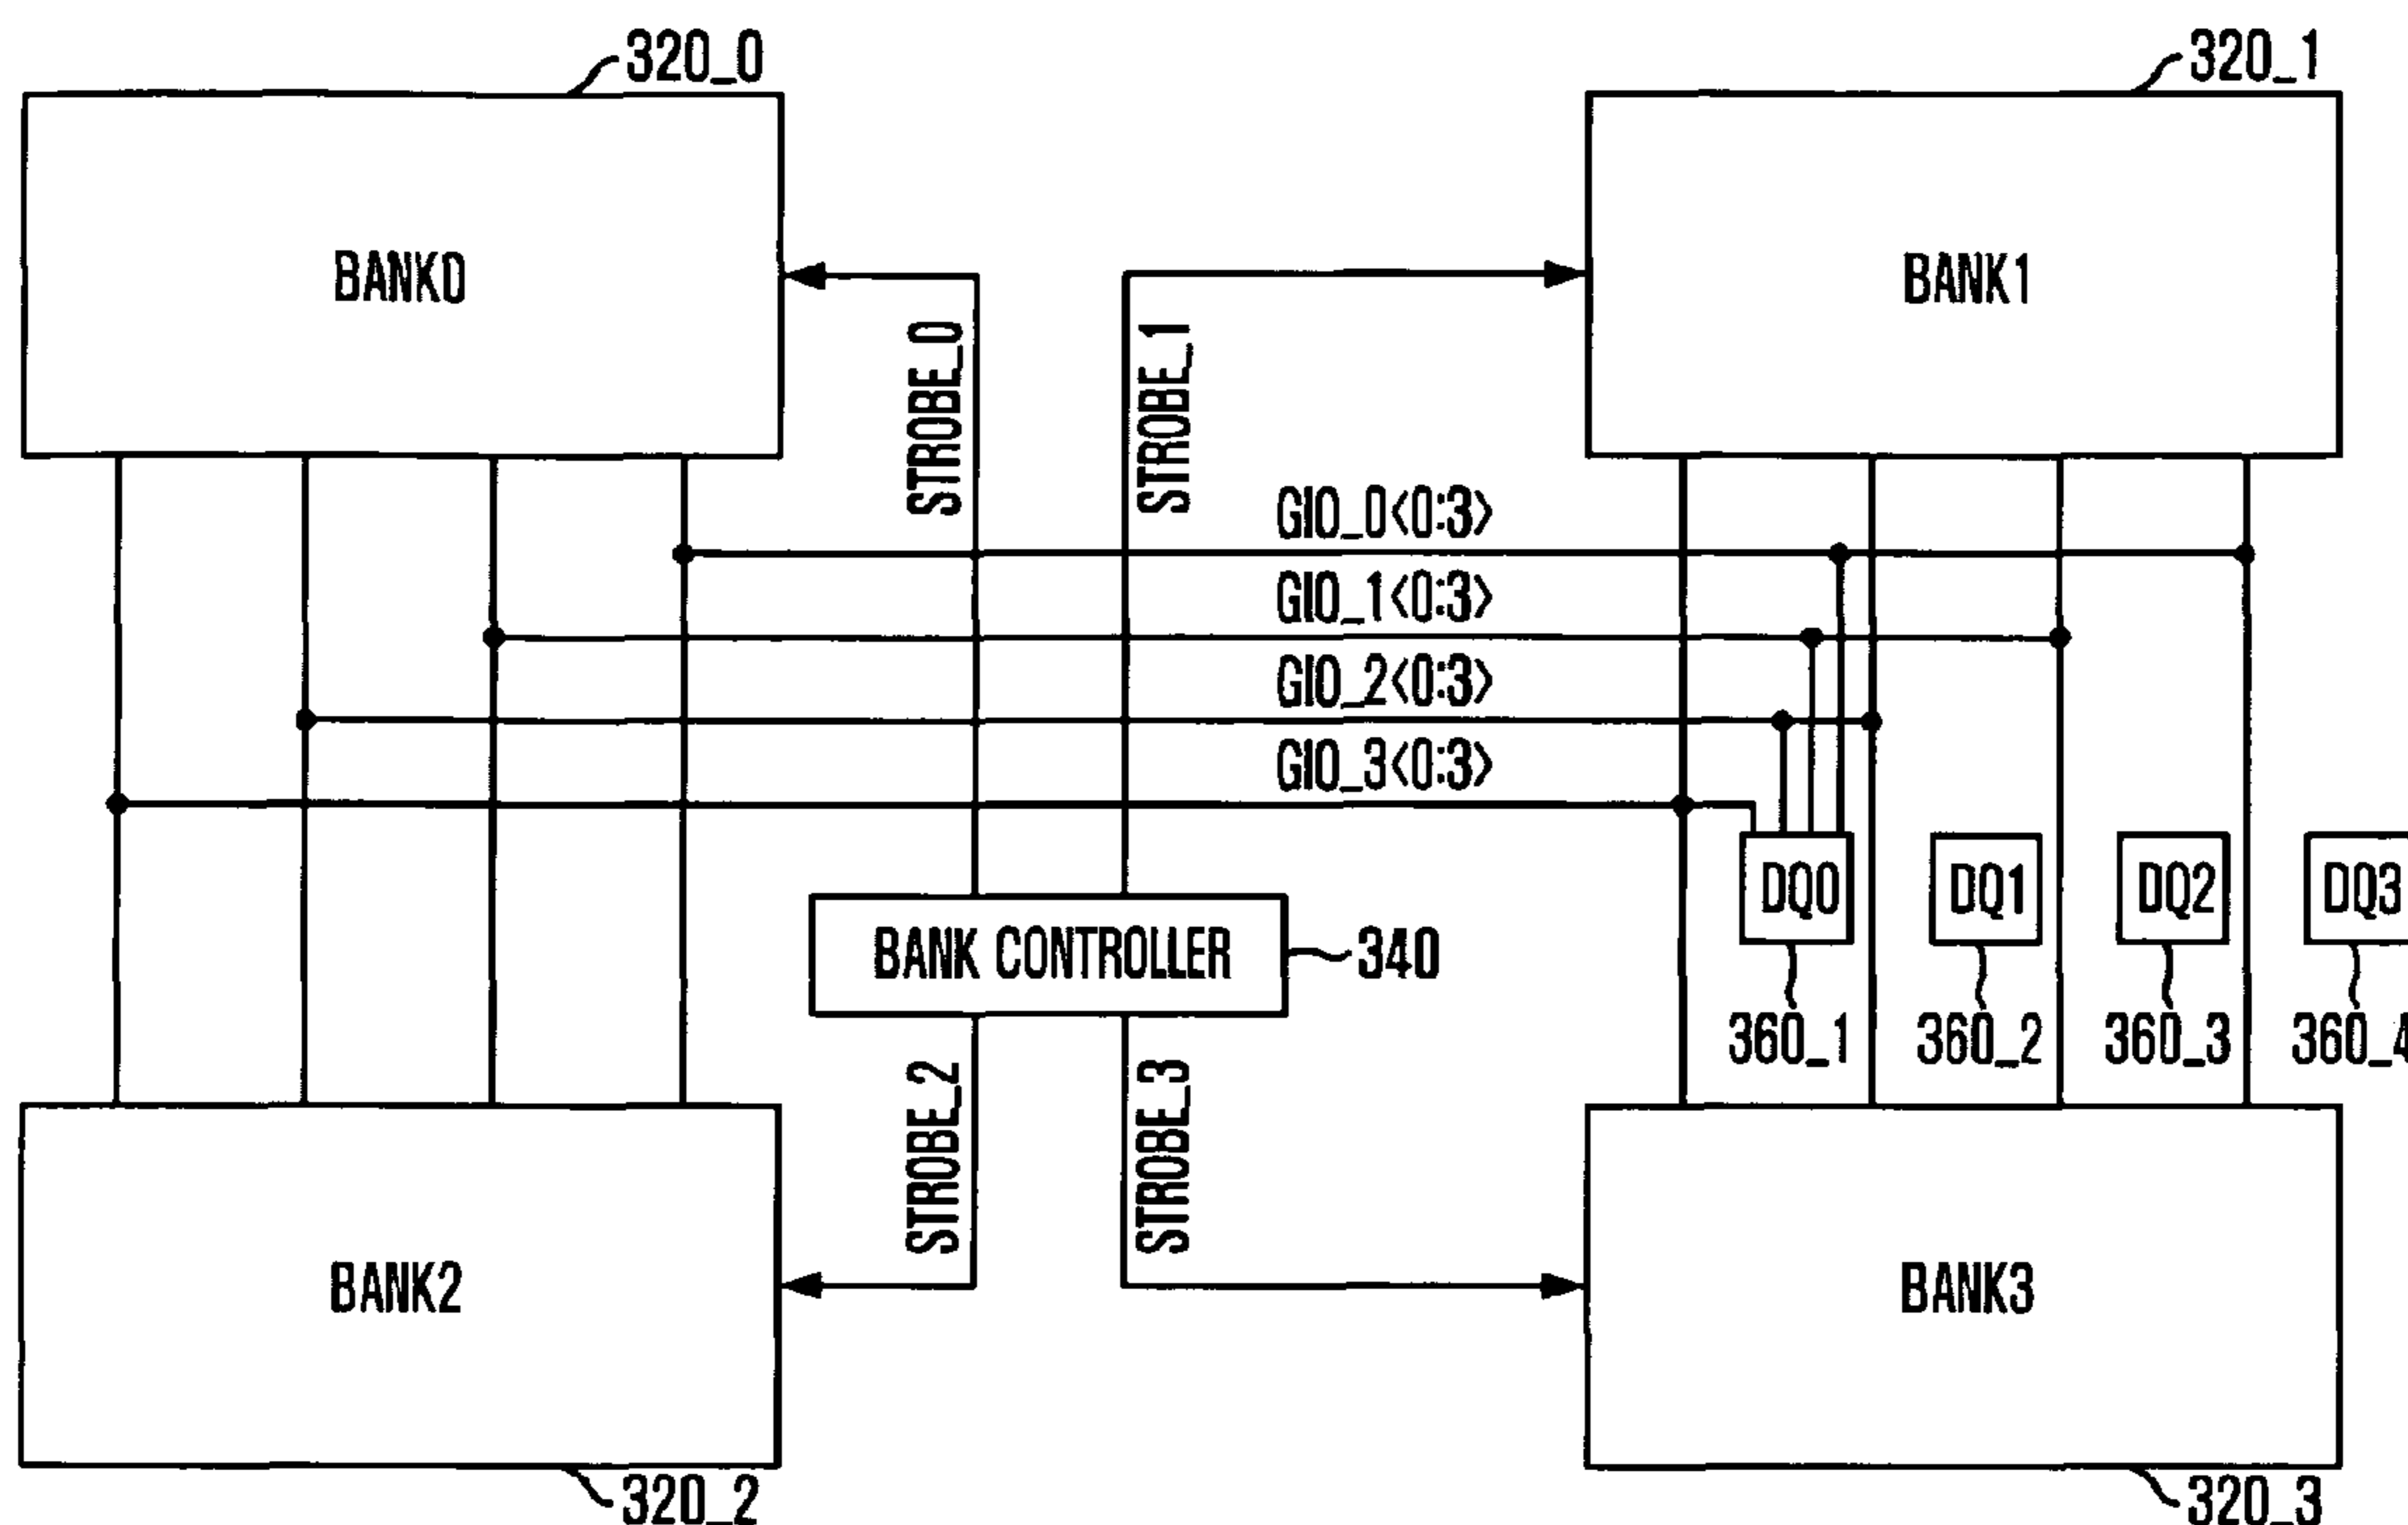 320_0
320_1
BANK0
BANK1
STROBE_0
STROBE_1
GIO_0<0:3>
GIO_1<0:3>
GIO_2<0:3>
GIO_3<0:3>
DQ0
DQ1
DQ2
DQ3
BANK CONTROLLER
340
360_1
360_2
360_3
360_4
STROBE_2
STROBE_3
BANK2
BANK3
320_2
320_3